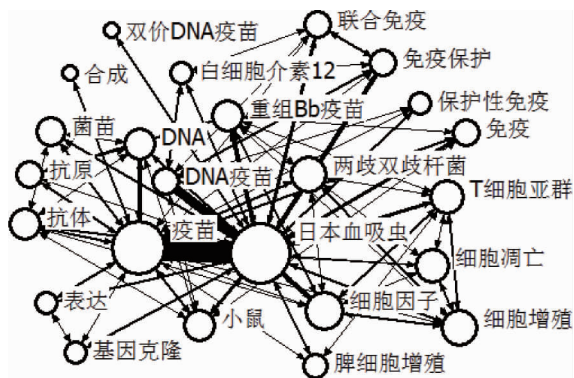 双价DNA疫苗
联合免疫
合成
白细胞介素12
免疫保护
菌苗
DNA
重组Bb疫苗
保护性免疫
免疫
抗原
DNA疫苗
两歧双歧杆菌
T细胞亚群
抗体
疫苗
日本血吸虫
细胞凋亡
表达
小鼠
细胞因子
细胞增殖
基因克隆
脾细胞增殖